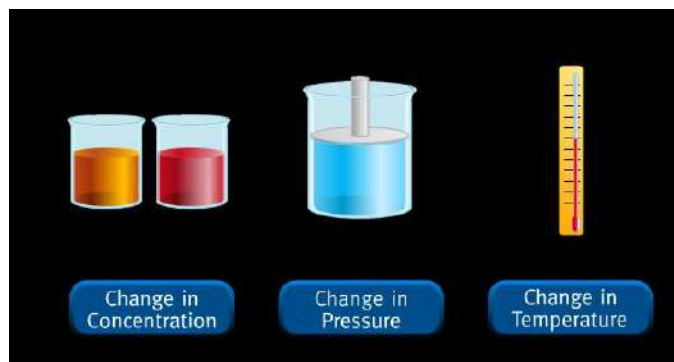 Change in
Concentration
Change in
Pressure
Change in
Temperature